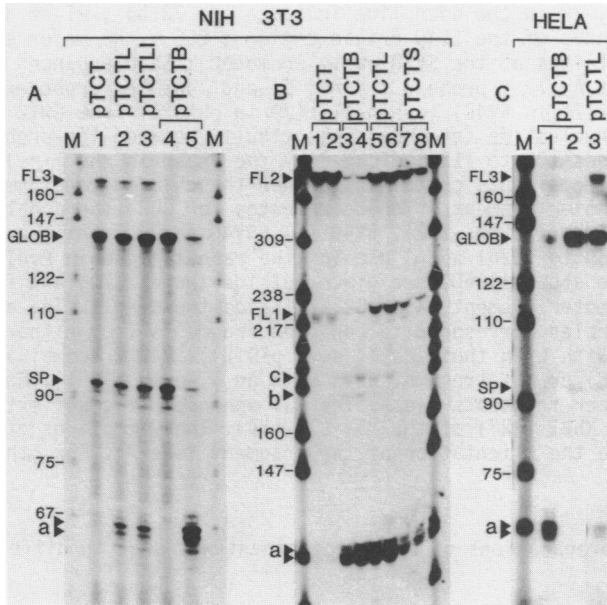 NIH 3T3
HELA
A
pTCT
pTCTL
pTCTLI
pTCTB
M 1 2 3 4 5 M
FL3
160
147
GLOB
122
110
SP
90
75
67
a
B
pTCT
pTCTB
pTCTL
pTCTS
M 1 2 3 4 5 6 7 8 M
FL2
309
238
FL1
217
c
b
160
147
a
C
pTCTB
pTCTL
M 1 2 3
FL3
160
147
GLOB
122
110
SP
90
75
a